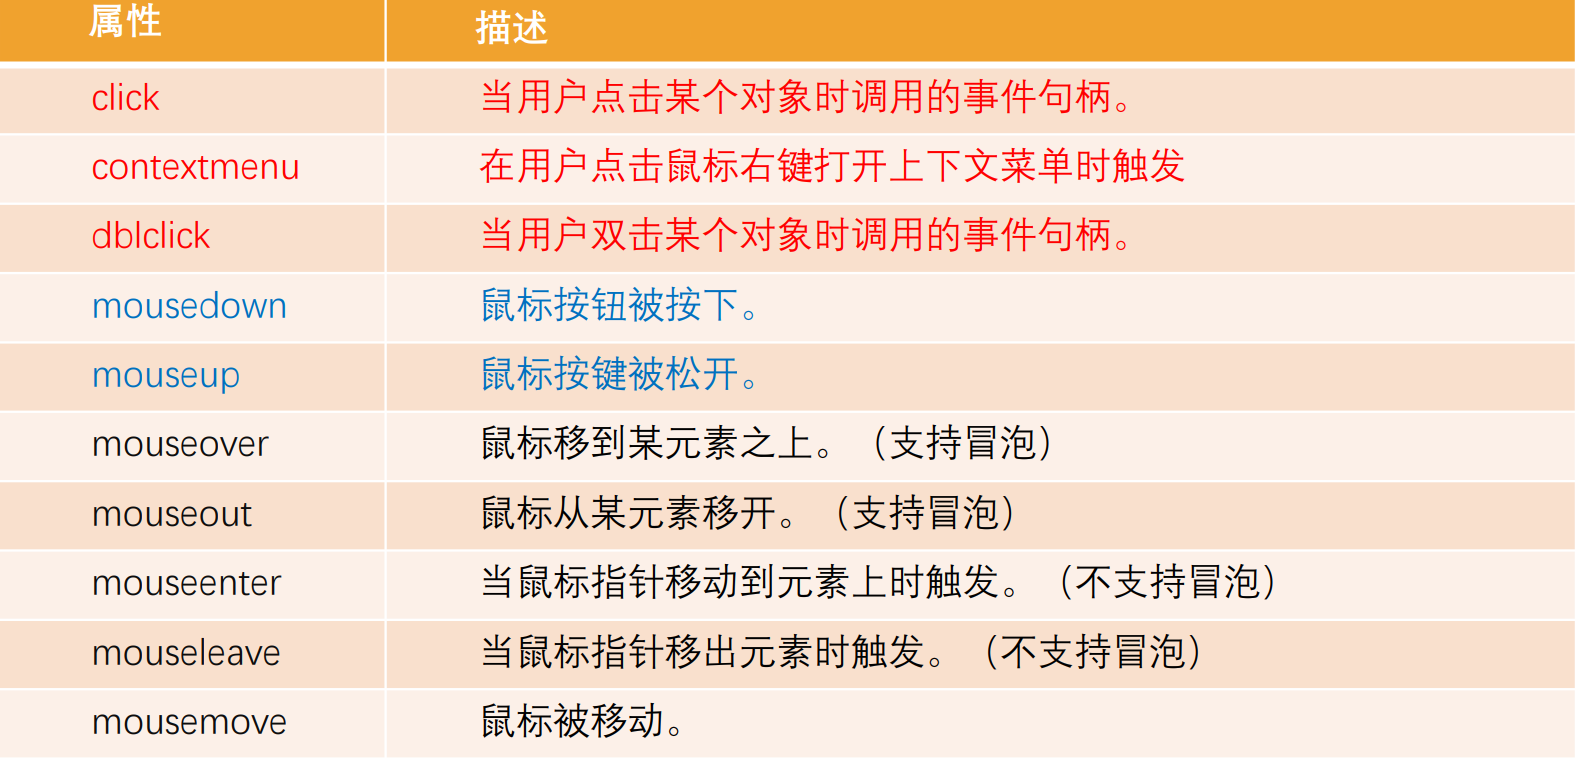 属性 描述
click 当用户点击某个对象时调用的事件句柄。
contextmenu 在用户点击鼠标右键打开上下文菜单时触发
dblclick 当用户双击某个对象时调用的事件句柄。
mousedown 鼠标按钮被按下。
mouseup 鼠标按键被松开。
mouseover 鼠标移到某元素之上。（支持冒泡）
mouseout 鼠标从某元素移开。（支持冒泡）
mouseenter 当鼠标指针移动到元素上时触发。（不支持冒泡）
mouseleave 当鼠标指针移出元素时触发。（不支持冒泡）
mousemove 鼠标被移动。